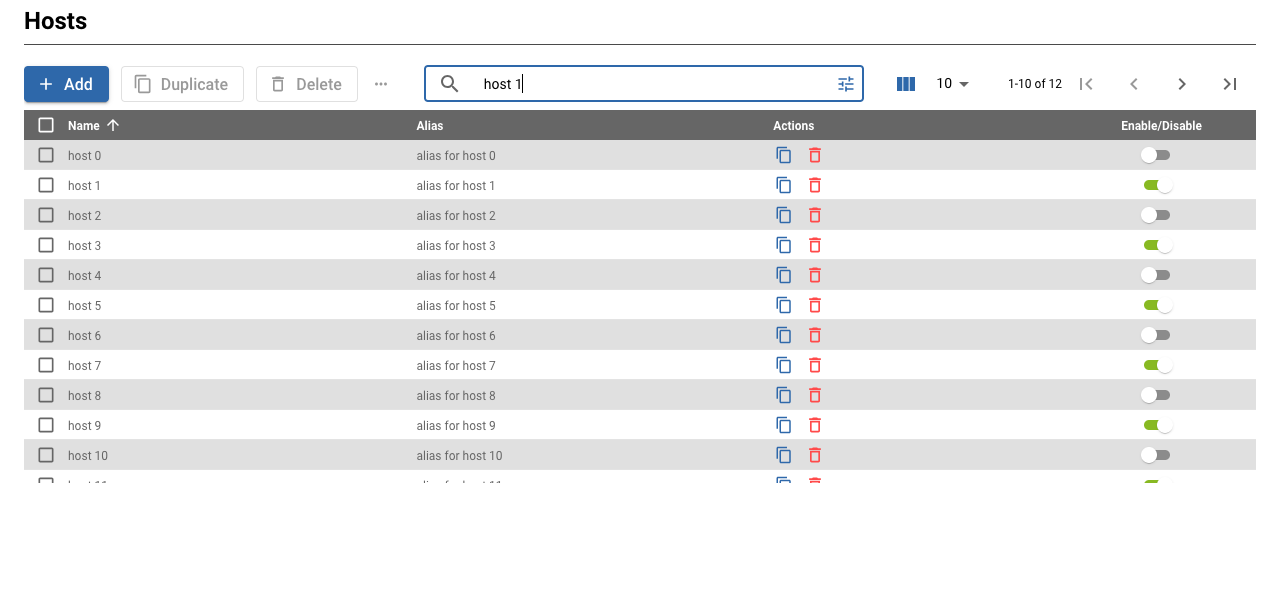 Hosts
Add Duplicate Delete host 1 10 1-10 of 12
Name Alias Actions Enable/Disable
host 0 alias for host 0
host 1 alias for host 1
host 2 alias for host 2
host 3 alias for host 3
host 4 alias for host 4
host 5 alias for host 5
host 6 alias for host 6
host 7 alias for host 7
host 8 alias for host 8
host 9 alias for host 9
host 10 alias for host 10